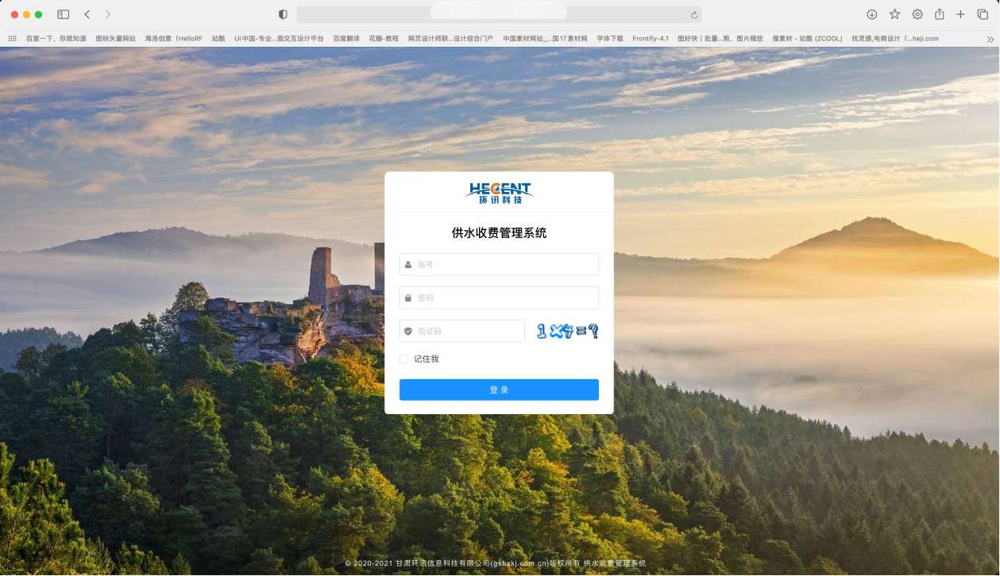 百度一下，你就知道 图标矢量网站 海洛创意（HelloRF 站酷 UI中国-专业...面交互设计平台 百度翻译 花瓣-教程 网页设计师联...设计综合门户 中国素材网站_...国17素材网 字体下载 Frontify-4.1 图好快 | 批量...剪，图片缩放 搜素材 - 站酷 (ZCOOL) 找灵感,电商设计（...heji.com
HECENT
环讯科技
供水收费管理系统
账号
密码
验证码 1×4=?
记住我
登 录
© 2020-2021 甘肃环讯信息科技有限公司(gshxkj.com.cn)版权所有 供水收费管理系统